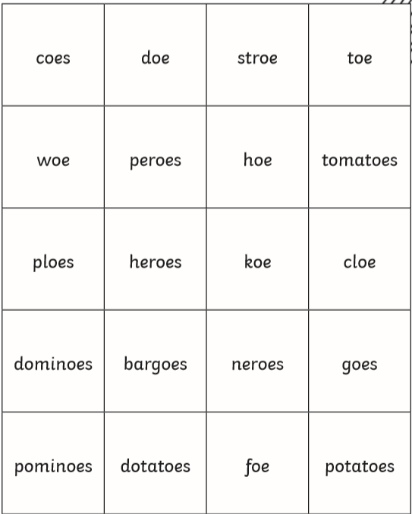 coes doe stroe toe
woe peroes hoe tomatoes
ploes heroes koe cloe
dominoes bargoes neroes goes
pominoes dotatoes foe potatoes